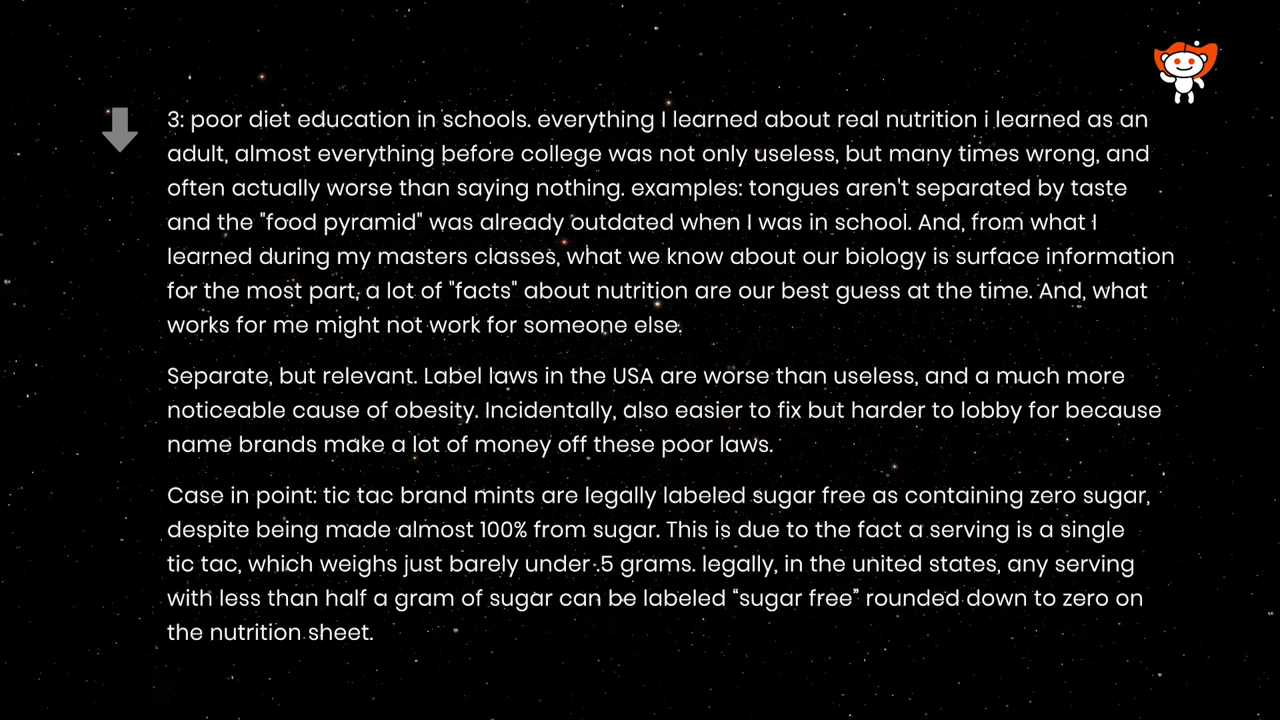 3: poor diet education in schools. everything I learned about real nutrition i learned as an
adult, almost everything before college was not only useless, but many times wrong, and
often actually worse than saying nothing. examples: tongues aren't separated by taste
and the "food pyramid" was already outdated when I was in school. And, from what I
learned during my masters classes, what we know about our biology is surface information
for the most part, a lot of "facts" about nutrition are our best guess at the time. And, what
works for me might not work for someone else.
Separate, but relevant. Label laws in the USA are worse than useless, and a much more
noticeable cause of obesity. Incidentally, also easier to fix but harder to lobby for because
name brands make a lot of money off these poor laws.
Case in point: tic tac brand mints are legally labeled sugar free as containing zero sugar,
despite being made almost 100% from sugar. This is due to the fact a serving is a single
tic tac, which weighs just barely under .5 grams. legally, in the united states, any serving
with less than half a gram of sugar can be labeled “sugar free” rounded down to zero on
the nutrition sheet.